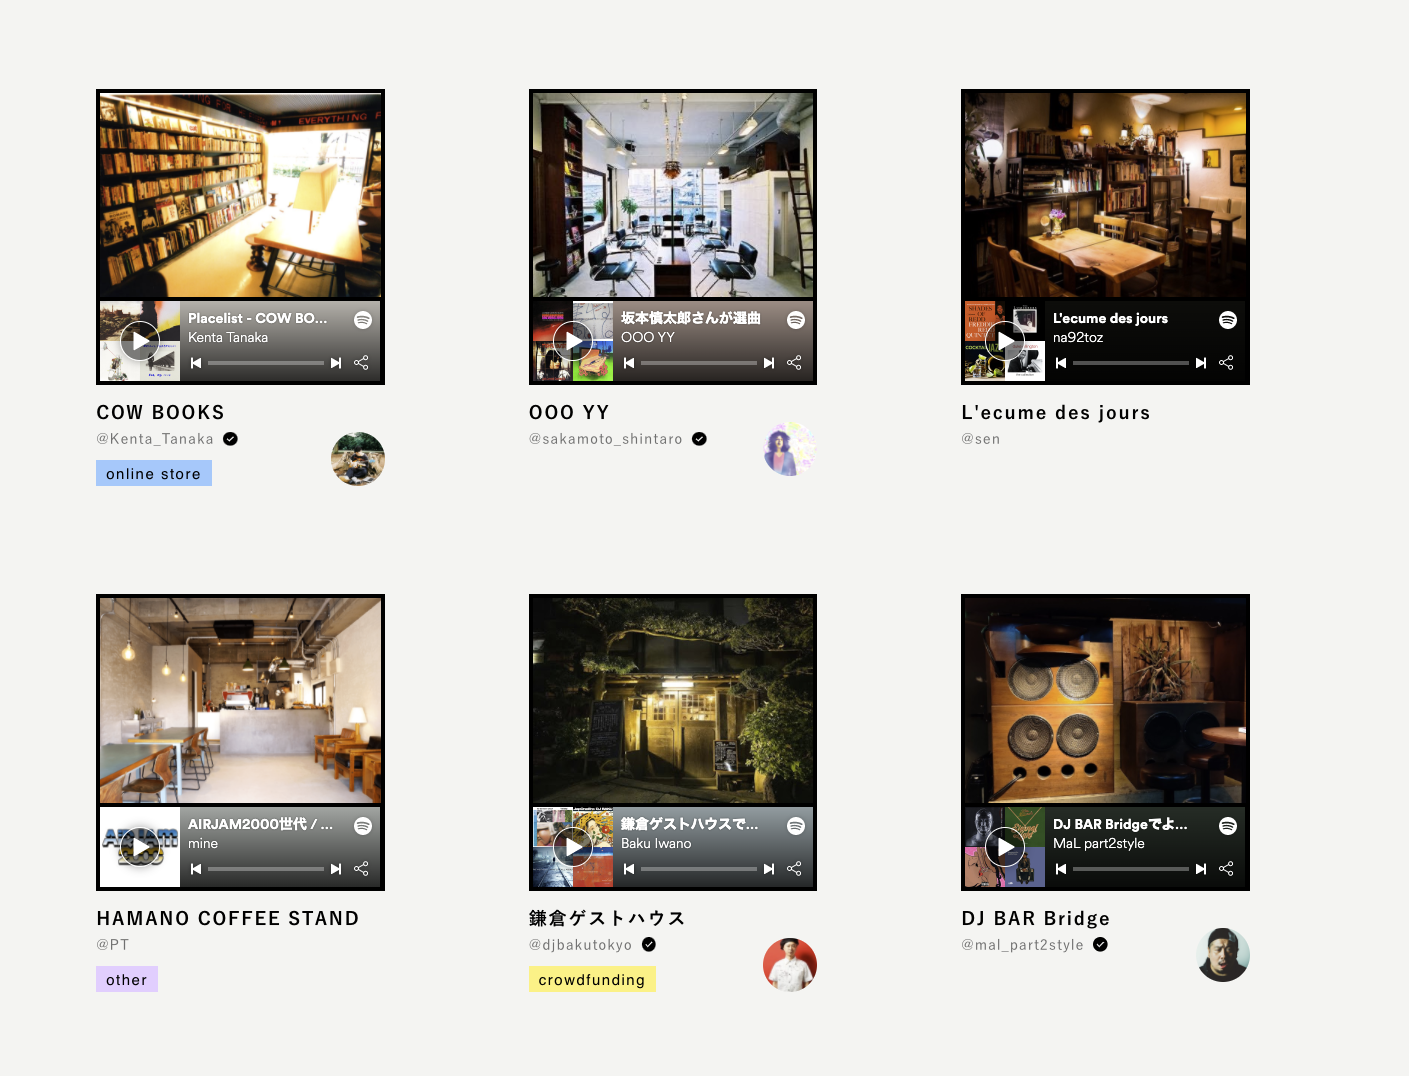 EVERYTHING F
Placelist - COW BO...
Kenta Tanaka
COW BOOKS
@Kenta_Tanaka
online store
坂本慎太郎さんが選曲
OOO YY
OOO YY
@sakamoto_shintaro
L'ecume des jours
na92toz
L'ecume des jours
@sen
AIRJAM
AIRJAM2000世代 / ...
mine
HAMANO COFFEE STAND
@PT
other
鎌倉ゲストハウスで...
Baku Iwano
鎌倉ゲストハウス
@djbakutokyo
crowdfunding
DJ BAR Bridgeでよ...
MaL part2style
DJ BAR Bridge
@mal_part2style